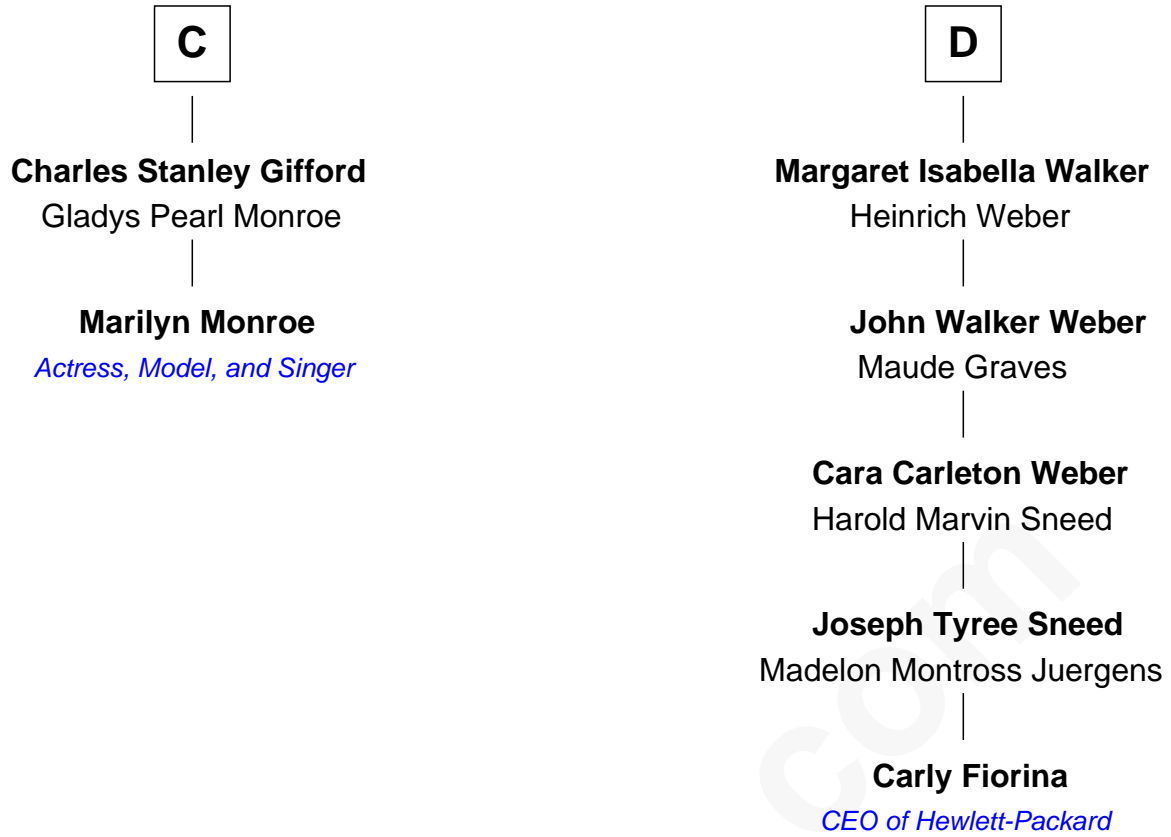 C
Charles Stanley Gifford
Gladys Pearl Monroe
Marilyn Monroe
Actress, Model, and Singer
D
Margaret Isabella Walker
Heinrich Weber
John Walker Weber
Maude Graves
Cara Carleton Weber
Harold Marvin Sneed
Joseph Tyree Sneed
Madelon Montross Juergens
Carly Fiorina
CEO of Hewlett-Packard
com